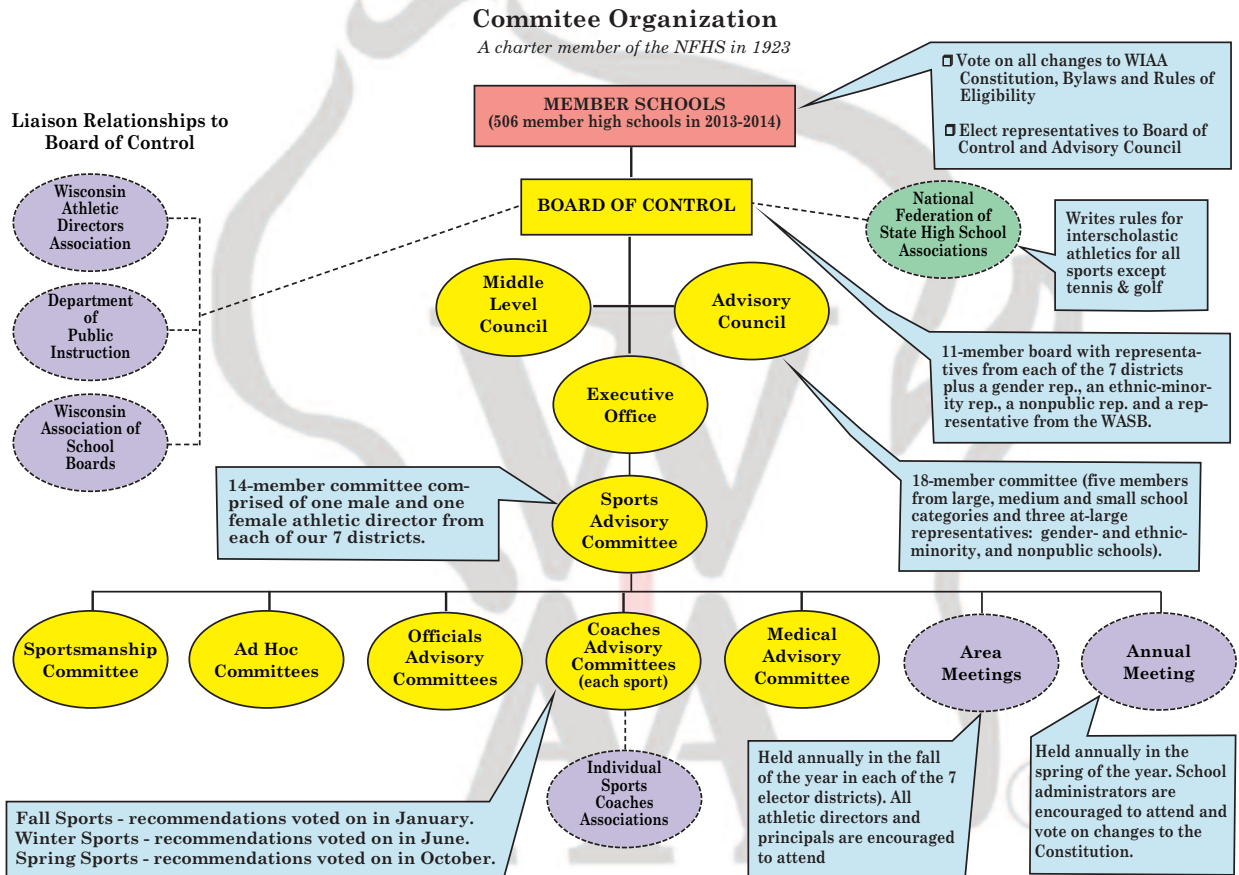 Commitee Organization
A charter member of the NFHS in 1923
MEMBER SCHOOLS
(506 member high schools in 2013-2014)
❒ Vote on all changes to WIAA
Constitution, Bylaws and Rules of
Eligibility
❒ Elect representatives to Board of
Control and Advisory Council
Liaison Relationships to
Board of Control
Wisconsin
Athletic
Directors
Association
Department
of
Public
Instruction
Wisconsin
Association of
School
Boards
BOARD OF CONTROL
National
Federation of
State High School
Associations
Writes rules for
interscholastic
athletics for all
sports except
tennis & golf
Middle
Level
Council
Advisory
Council
11-member board with representa-
tives from each of the 7 districts
plus a gender rep., an ethnic-minor-
ity rep., a nonpublic rep. and a rep-
resentative from the WASB.
Executive
Office
18-member committee (five members
from large, medium and small school
categories and three at-large
representatives: gender- and ethnic-
minority, and nonpublic schools).
14-member committee com-
prised of one male and one
female athletic director from
each of our 7 districts.
Sports
Advisory
Committee
Sportsmanship
Committee
Ad Hoc
Committees
Officials
Advisory
Committees
Coaches
Advisory
Committees
(each sport)
Medical
Advisory
Committee
Area
Meetings
Annual
Meeting
Individual
Sports
Coaches
Associations
Fall Sports - recommendations voted on in January.
Winter Sports - recommendations voted on in June.
Spring Sports - recommendations voted on in October.
Held annually in the fall
of the year in each of the 7
elector districts). All
athletic directors and
principals are encouraged
to attend
Held annually in the
spring of the year. School
administrators are
encouraged to attend and
vote on changes to the
Constitution.